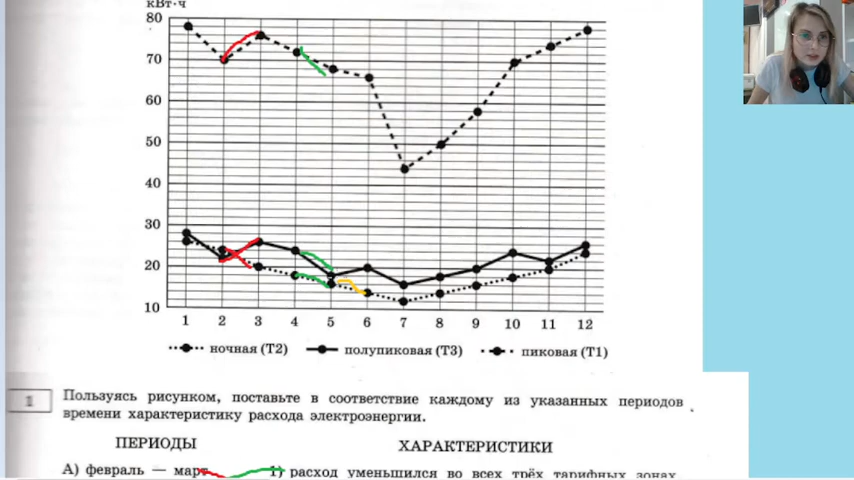 кВт·ч
80
70
60
50
40
30
20
10
1 2 3 4 5 6 7 8 9 10 11 12
ночная (Т2) полупиковая (Т3) пиковая (Т1)
1 Пользуясь рисунком, поставьте в соответствие каждому из указанных периодов
времени характеристику расхода электроэнергии.
ПЕРИОДЫ ХАРАКТЕРИСТИКИ
А) февраль — март 1) расход уменьшился во всех трёх тарифных зонах.